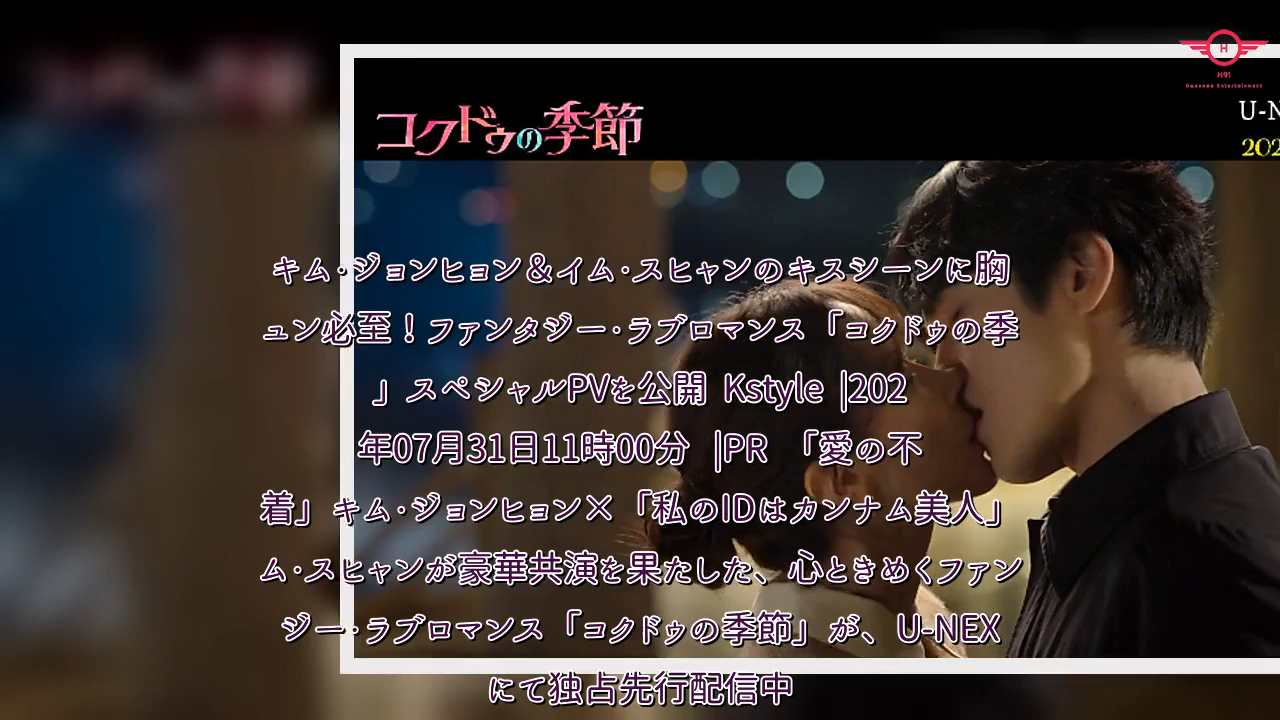 H
H91
Awesome Entertainment
U-N
コクドゥの季節
202
キム·ジョンヒョン＆イム·スヒャンのキスシーンに胸
ュン必至！ファンタジー·ラブロマンス「コクドゥの季
」スペシャルPVを公開 Kstyle |202
年07月31日11時00分 |PR 「愛の不
着」キム·ジョンヒョン×「私のIDはカンナム美人」
ム·スヒャンが豪華共演を果たした、心ときめくファン
ジー·ラブロマンス「コクドゥの季節」が、U-NEX
にて独占先行配信中